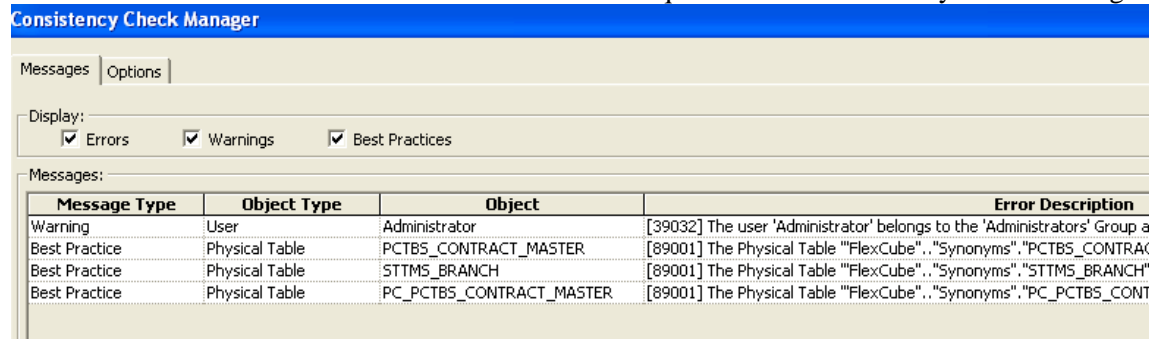 Consistency Check Manager
Messages Options
Display:
Errors Warnings Best Practices
Messages:
Message Type Object Type Object Error Description
Warning User Administrator [39032] The user 'Administrator' belongs to the 'Administrators' Group a
Best Practice Physical Table PCTBS_CONTRACT_MASTER [89001] The Physical Table '"FlexCube".."Synonyms"."PCTBS_CONTRAC
Best Practice Physical Table STTMS_BRANCH [89001] The Physical Table '"FlexCube".."Synonyms"."STTMS_BRANCH"
Best Practice Physical Table PC_PCTBS_CONTRACT_MASTER [89001] The Physical Table '"FlexCube".."Synonyms"."PC_PCTBS_CONT